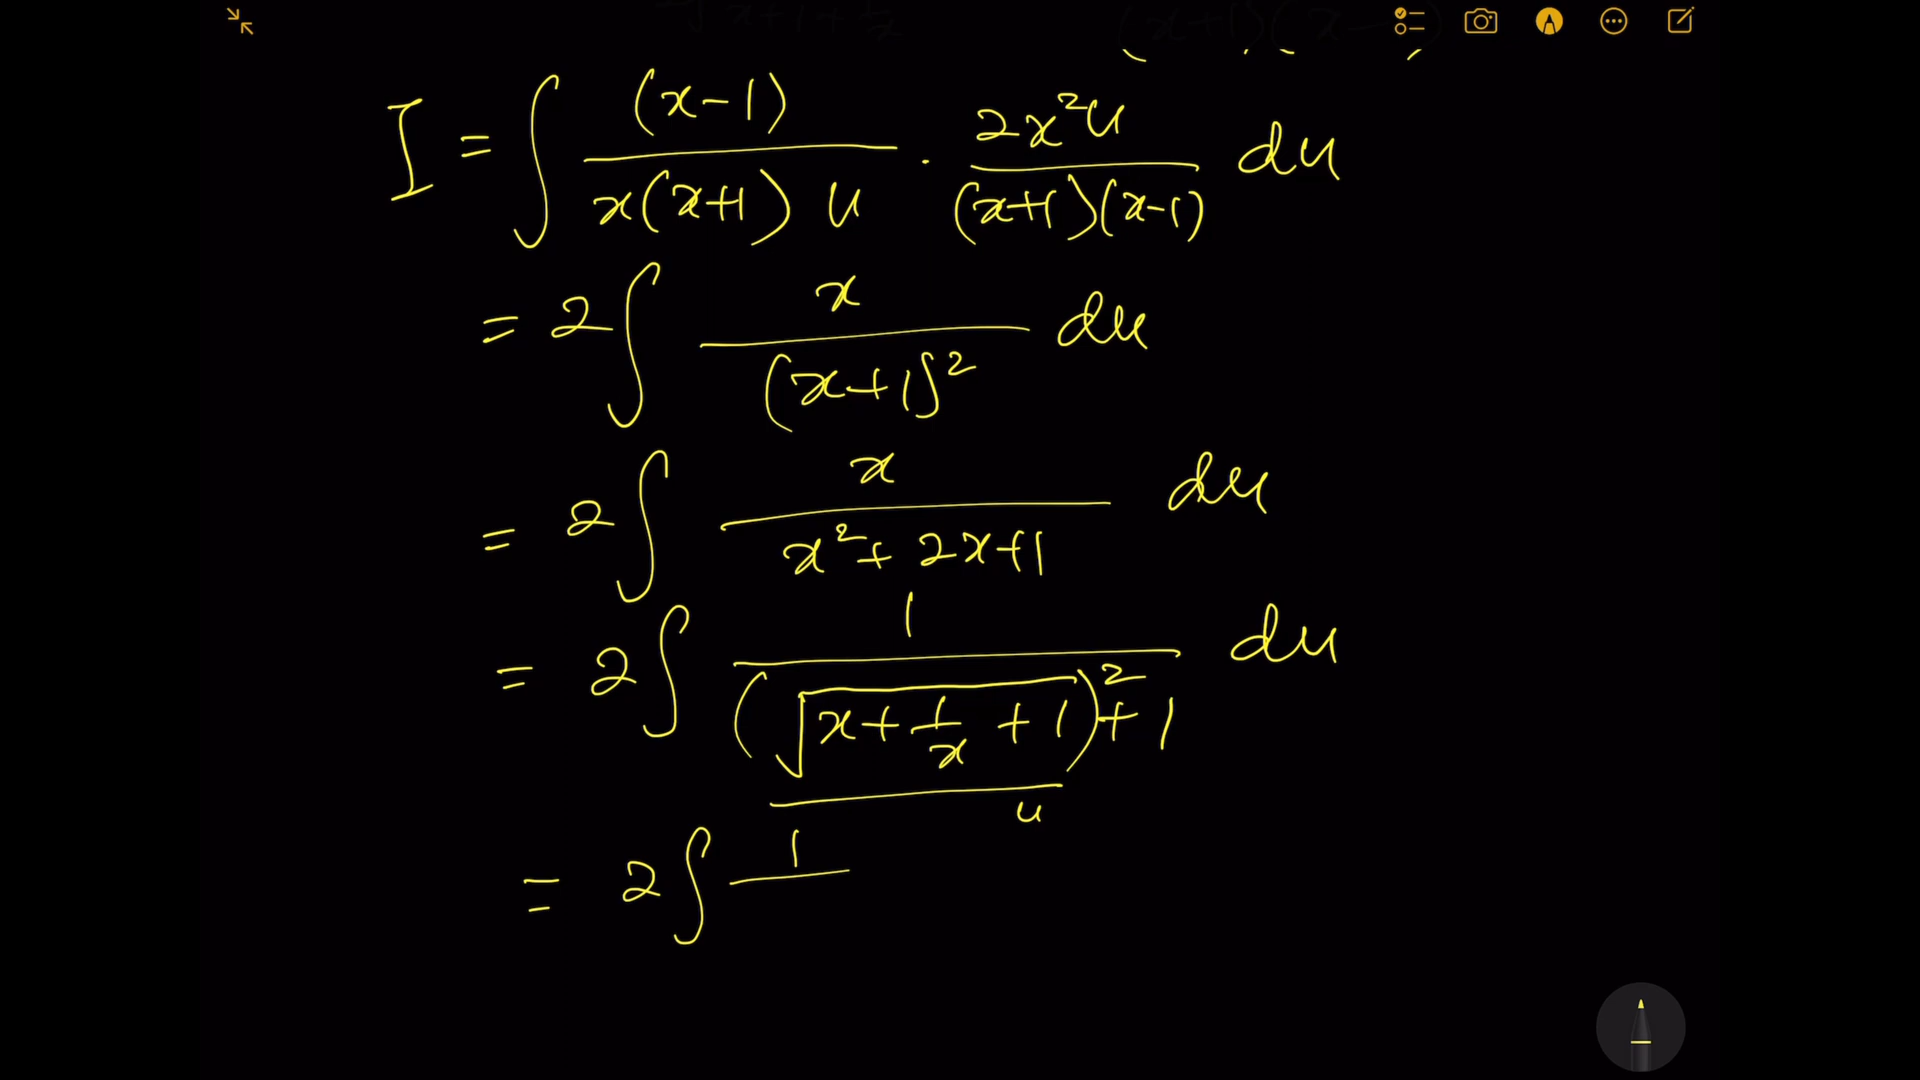 I = ∫ (x-1) / x(x+1) u · 2x²u / (x+1)(x-1) du
= 2 ∫ x / (x+1)² du
= 2 ∫ x / x² + 2x+1 du
= 2 ∫ 1 / (√x + 1/x + 1)² + 1 du
u
= 2 ∫ 1